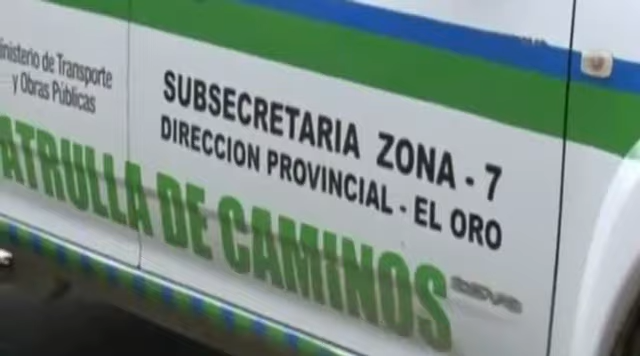 inisterio de Transporte
y Obras Públicas
SUBSECRETARIA ZONA - 7
DIRECCION PROVINCIAL - EL ORO
ATRULLA DE CAMINOS